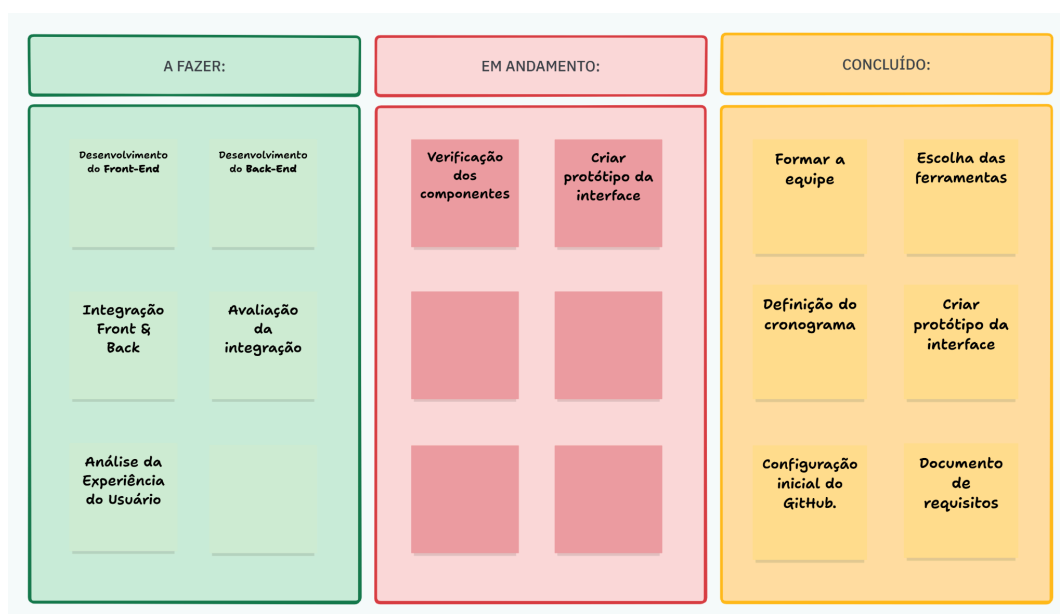 A FAZER:
Desenvolvimento
do Front-End
Desenvolvimento
do Back-End
Integração
Front &
Back
Avaliação
da
integração
Análise da
Experiência
do Usuário
EM ANDAMENTO:
Verificação
dos
componentes
Criar
protótipo da
interface
CONCLUÍDO:
Formar a
equipe
Escolha das
ferramentas
Definição do
cronograma
Criar
protótipo da
interface
Configuração
inicial do
GitHub.
Documento
de
requisitos